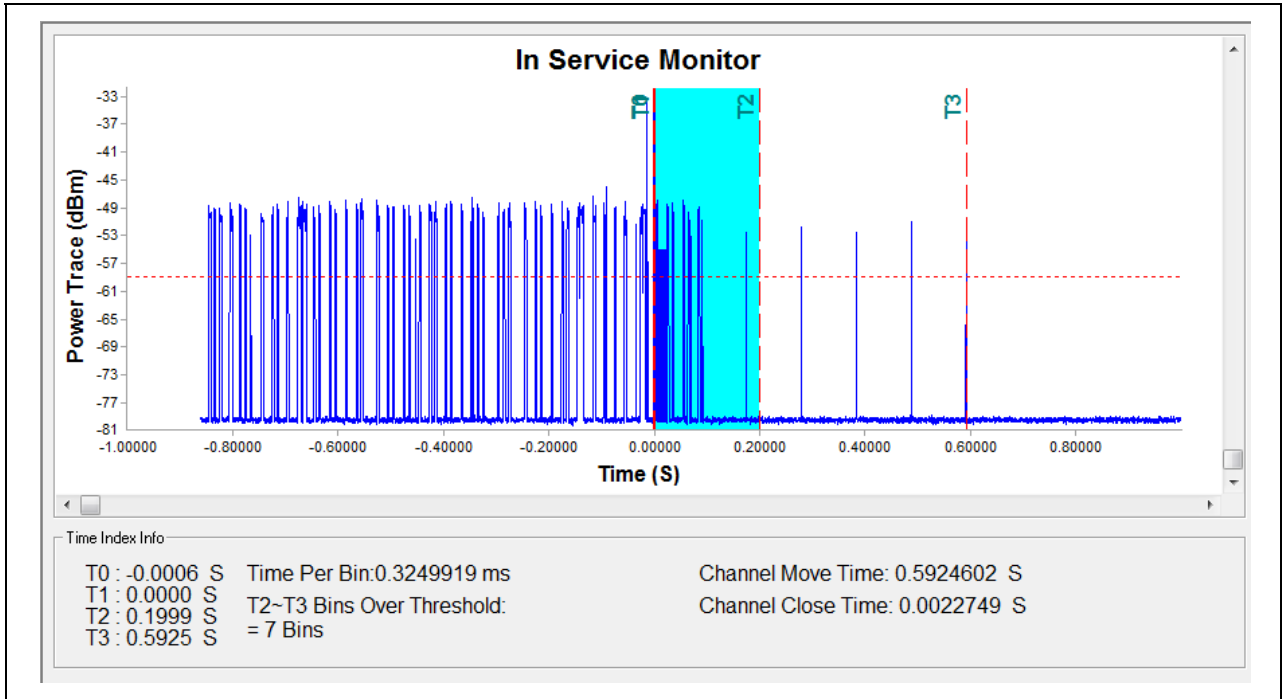 In Service Monitor
Power Trace (dBm)
-33
-37
-41
-45
-49
-53
-57
-61
-65
-69
-73
-77
-81
T2
T3
-1.00000 -0.80000 -0.60000 -0.40000 -0.20000 0.00000 0.20000 0.40000 0.60000 0.80000
Time (S)
Time Index Info
T0 : -0.0006 S
T1 : 0.0000 S
T2 : 0.1999 S
T3 : 0.5925 S
Time Per Bin:0.3249919 ms
T2~T3 Bins Over Threshold:
= 7 Bins
Channel Move Time: 0.5924602 S
Channel Close Time: 0.0022749 S